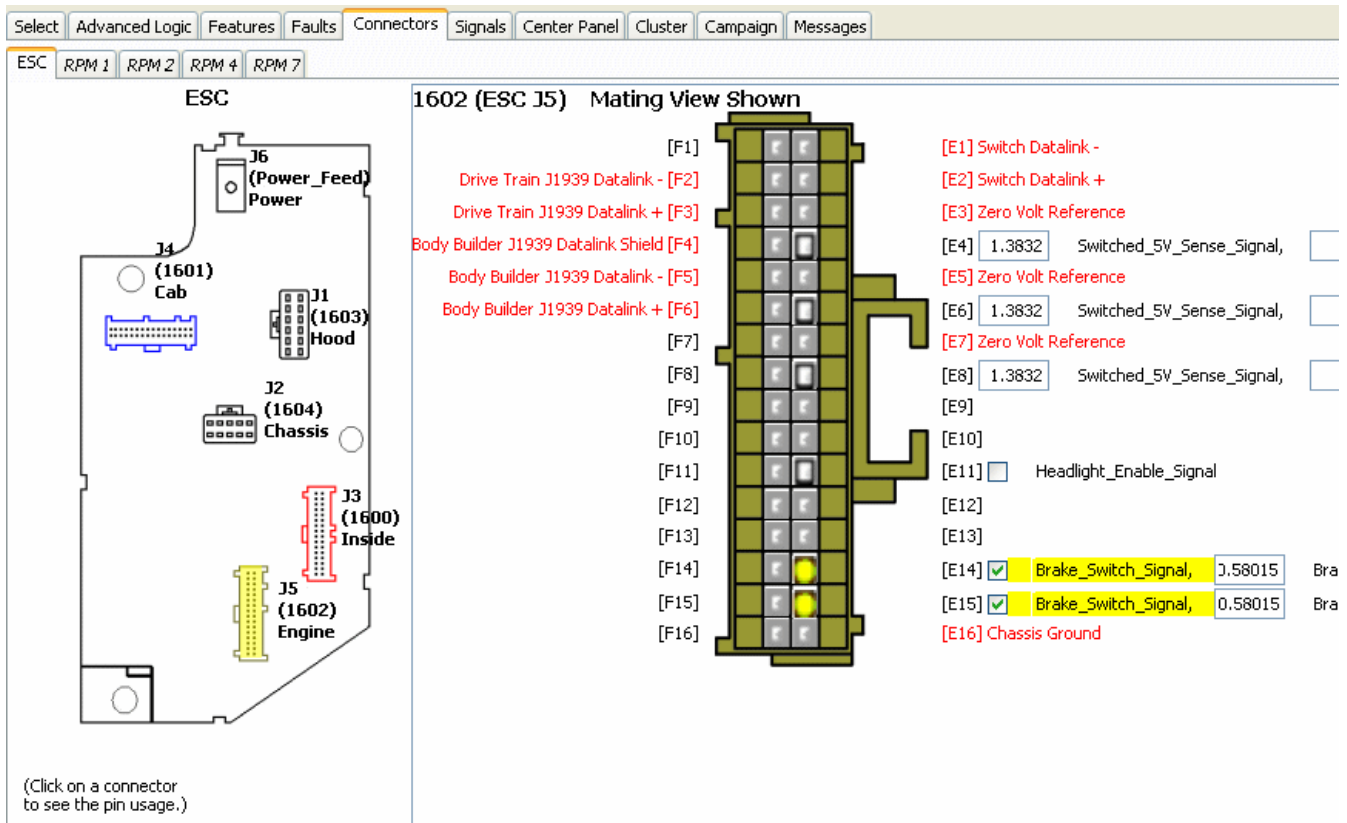 Select Advanced Logic Features Faults Connectors Signals Center Panel Cluster Campaign Messages
ESC RPM 1 RPM 2 RPM 4 RPM 7
ESC
J6
(Power_Feed)
Power
J4
(1601)
Cab
J1
(1603)
Hood
J2
(1604)
Chassis
J3
(1600)
Inside
J5
(1602)
Engine
(Click on a connector
to see the pin usage.)
1602 (ESC J5) Mating View Shown
[F1] [E1] Switch Datalink -
Drive Train J1939 Datalink - [F2] [E2] Switch Datalink +
Drive Train J1939 Datalink + [F3] [E3] Zero Volt Reference
Body Builder J1939 Datalink Shield [F4] [E4] 1.3832 Switched_5V_Sense_Signal,
Body Builder J1939 Datalink - [F5] [E5] Zero Volt Reference
Body Builder J1939 Datalink + [F6] [E6] 1.3832 Switched_5V_Sense_Signal,
[F7] [E7] Zero Volt Reference
[F8] [E8] 1.3832 Switched_5V_Sense_Signal,
[F9] [E9]
[F10] [E10]
[F11] [E11] Headlight_Enable_Signal
[F12] [E12]
[F13] [E13]
[F14] [E14] Brake_Switch_Signal, .58015 Bra
[F15] [E15] Brake_Switch_Signal, 0.58015 Bra
[F16] [E16] Chassis Ground